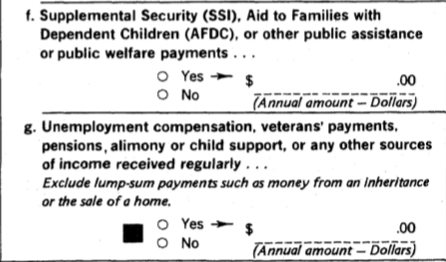 f. Supplemental Security (SSI), Aid to Families with
Dependent Children (AFDC), or other public assistance
or public welfare payments . . .
Yes → $ .00
No (Annual amount — Dollars)
g. Unemployment compensation, veterans' payments,
pensions, alimony or child support, or any other sources
of income received regularly . . .
Exclude lump-sum payments such as money from an inheritance
or the sale of a home.
Yes → $ .00
No (Annual amount — Dollars)